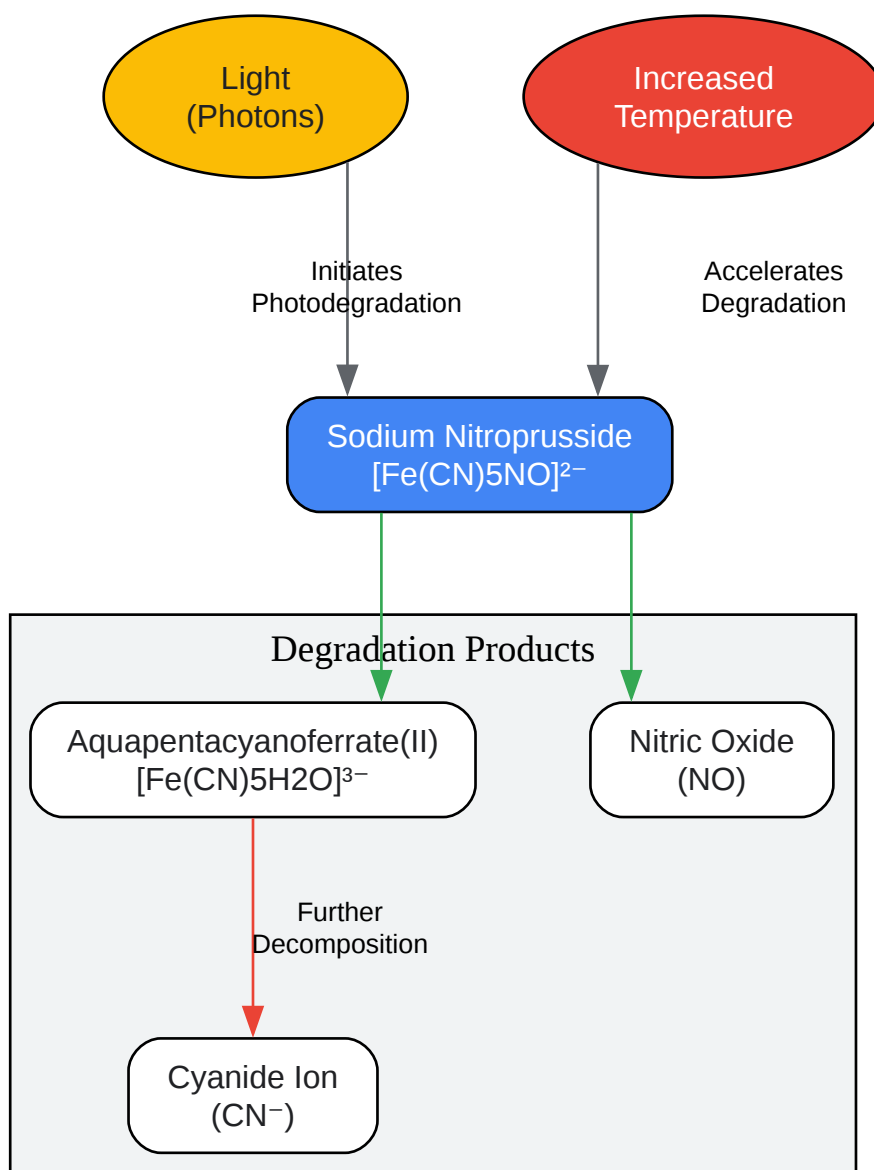 Light
(Photons)
Increased
Temperature
Initiates
Photodegradation
Accelerates
Degradation
Sodium Nitroprusside
[Fe(CN)5NO]²⁻
Degradation Products
Aquapentacyanoferrate(II)
[Fe(CN)5H2O]³⁻
Nitric Oxide
(NO)
Further
Decomposition
Cyanide Ion
(CN⁻)